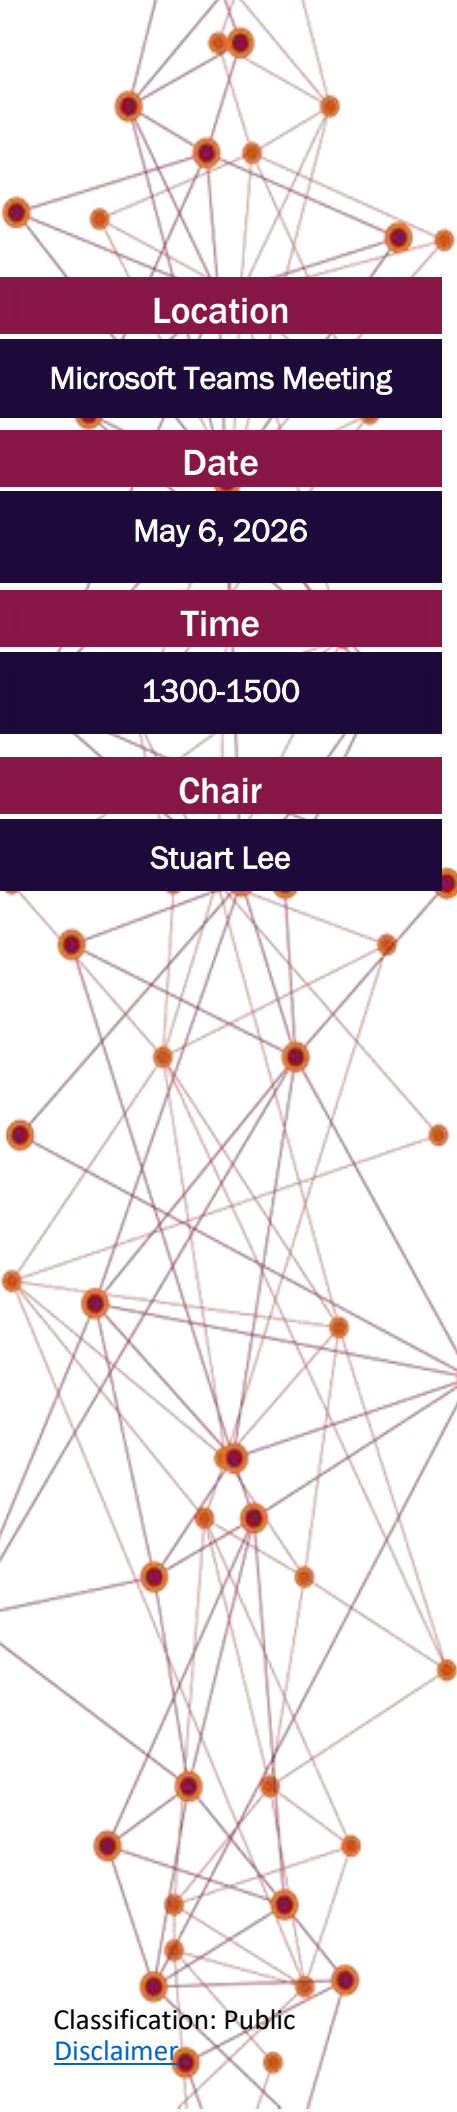 Location
Microsoft Teams Meeting
Date
May 6, 2026
Time
1300-1500
Chair
Stuart Lee
Classification: Public
Disclaimer